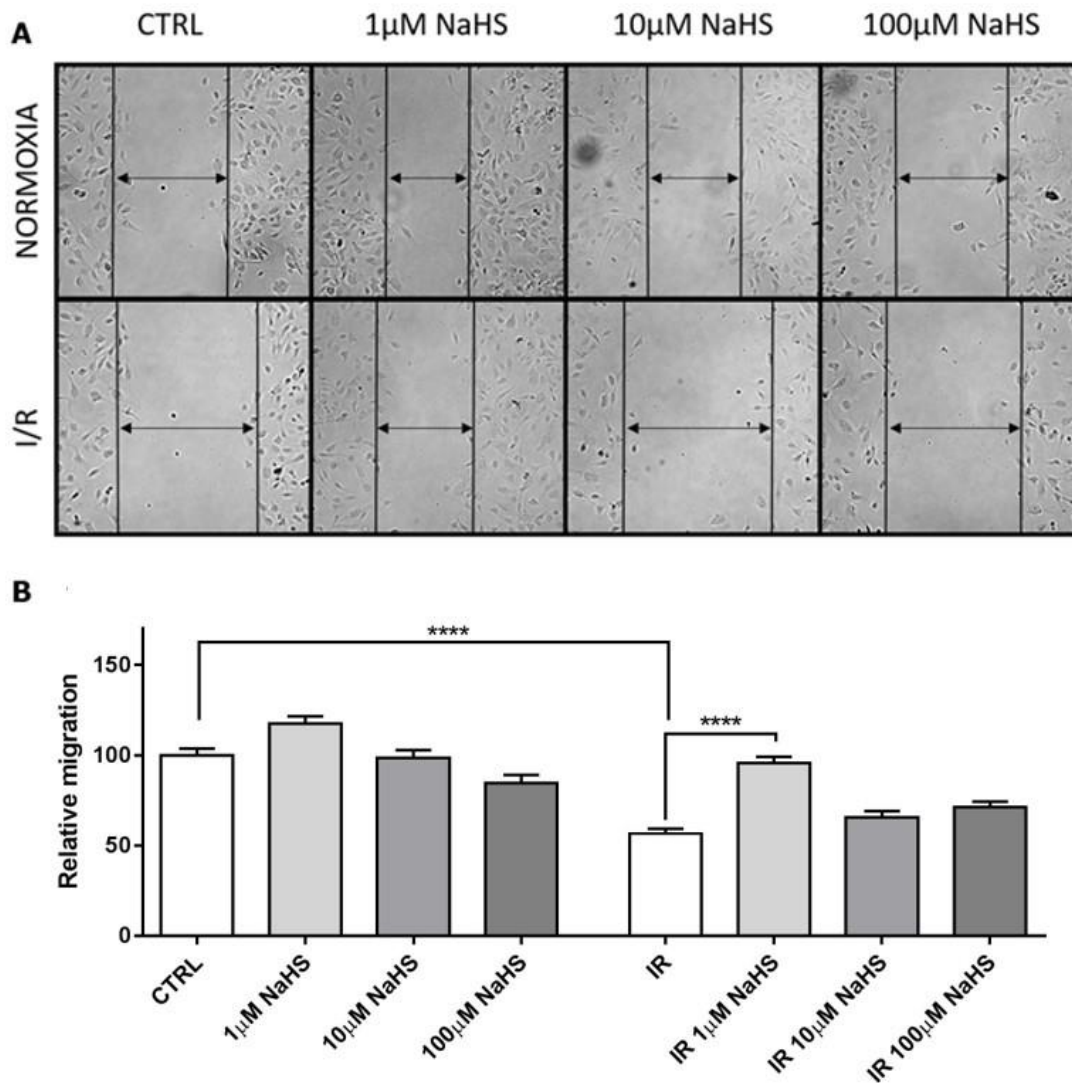 A
CTRL 1µM NaHS 10µM NaHS 100µM NaHS
NORMOXIA
I/R
B
****
****
Relative migration
150
100
50
0
CTRL
1µM NaHS
10µM NaHS
100µM NaHS
IR
IR 1µM NaHS
IR 10µM NaHS
IR 100µM NaHS